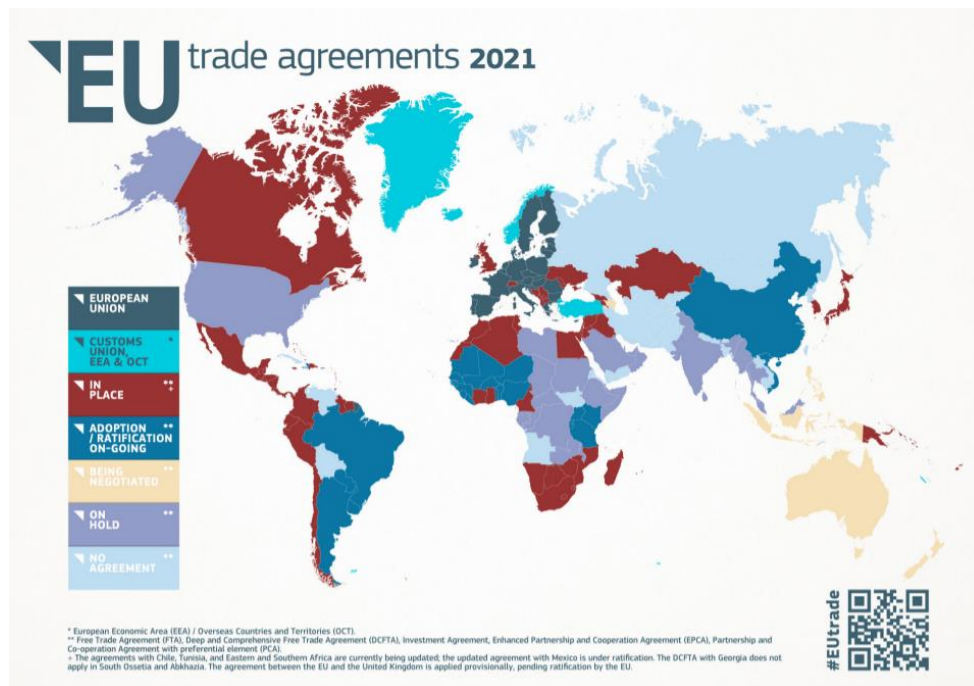 EU trade agreements 2021
EUROPEAN
UNION
CUSTOMS *
UNION,
EEA & OCT
IN **
PLACE +
ADOPTION **
/ RATIFICATION
ON-GOING
BEING **
NEGOTIATED
ON **
HOLD
NO **
AGREEMENT
* European Economic Area (EEA) / Overseas Countries and Territories (OCT).
** Free Trade Agreement (FTA), Deep and Comprehensive Free Trade Agreement (DCFTA), Investment Agreement, Enhanced Partnership and Cooperation Agreement (EPCA), Partnership and
Co-operation Agreement with preferential element (PCA).
+ The agreements with Chile, Tunisia, and Eastern and Southern Africa are currently being updated; the updated agreement with Mexico is under ratification. The DCFTA with Georgia does not
apply in South Ossetia and Abkhazia. The agreement between the EU and the United Kingdom is applied provisionally, pending ratification by the EU.
#EUtrade